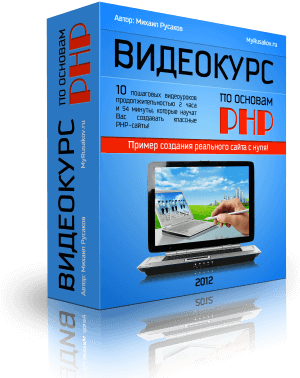 Автор: Михаил Русаков
MyRusakov.ru
ВИДЕОКУРС
10 пошаговых видеоуроков
продолжительностью 2 часа
и 54 минуты, которые научат
Вас создавать классные
PHP-сайты!
ПО ОСНОВАМ
PHP
Пример создания реального сайта с нуля!
2012
ВИДЕОКУРС
ПО ОСНОВАМ
PHP
MyRusakov.ru
Автор: Михаил Русаков